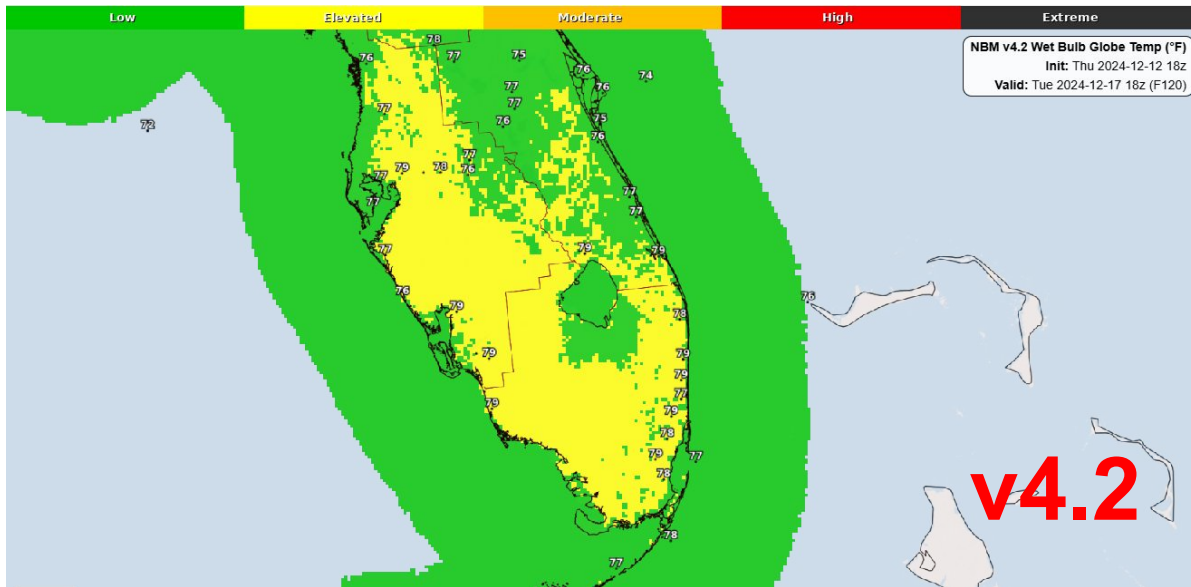 Low Elevated Moderate High Extreme
NBM v4.2 Wet Bulb Globe Temp (°F)
Init: Thu 2024-12-12 18z
Valid: Tue 2024-12-17 18z (F120)
78
76 77 75
76 74
76 76
77 77
72 76 75
76
77
79 78 76
77
77 77
77
77 79 79
76 76
79 78
79 79
79
77
79 79
78
79 77
78
78
77
v4.2